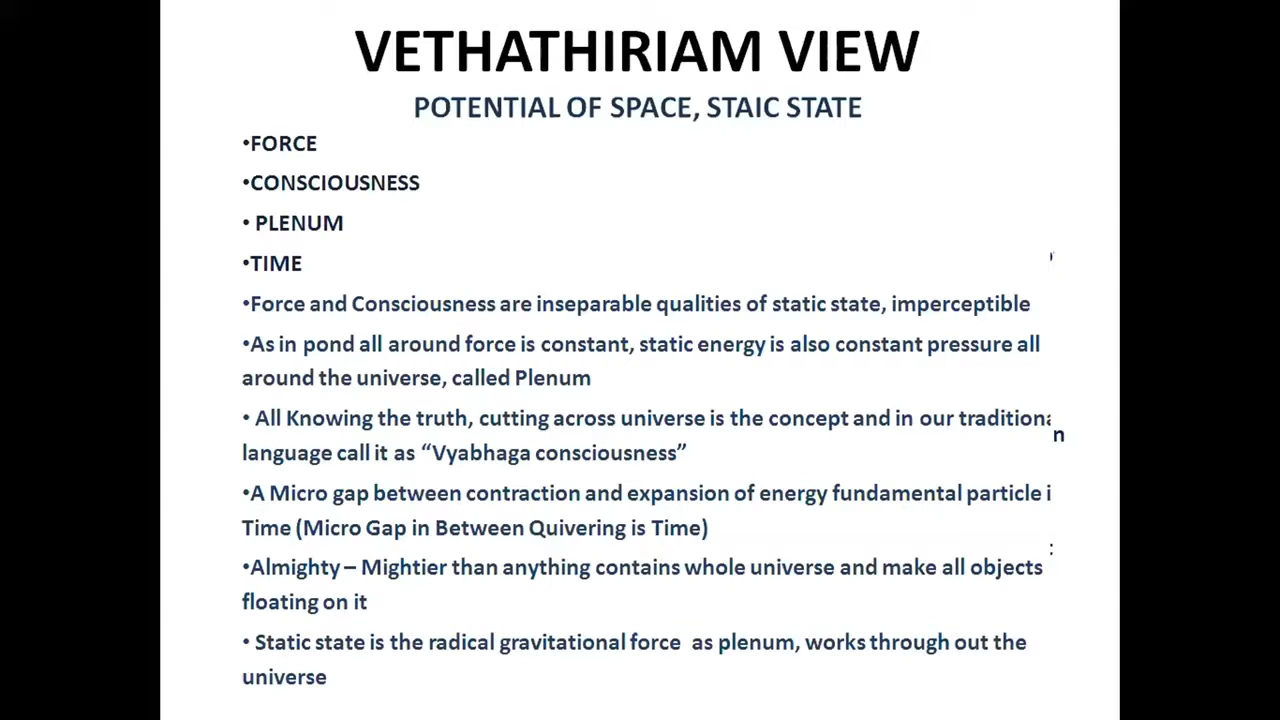 VETHATHIRIAM VIEW
POTENTIAL OF SPACE, STAIC STATE
•FORCE
•CONSCIOUSNESS
• PLENUM
•TIME
•Force and Consciousness are inseparable qualities of static state, imperceptible
•As in pond all around force is constant, static energy is also constant pressure all
around the universe, called Plenum
• All Knowing the truth, cutting across universe is the concept and in our traditiona
n
language call it as “Vyabhaga consciousness”
•A Micro gap between contraction and expansion of energy fundamental particle i
Time (Micro Gap in Between Quivering is Time)
•Almighty – Mightier than anything contains whole universe and make all objects
floating on it
• Static state is the radical gravitational force as plenum, works through out the
universe